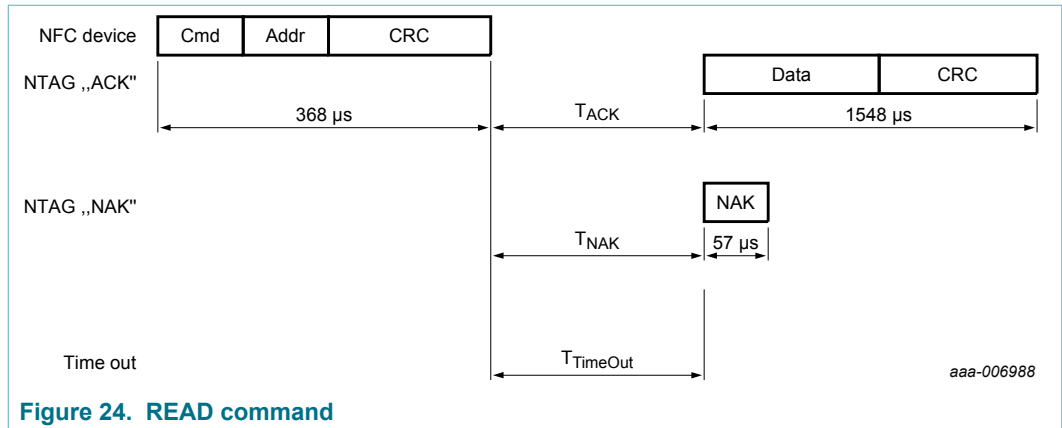 NFC device Cmd Addr CRC
NTAG ,,ACK" Data CRC
368 µs TACK 1548 µs
NTAG ,,NAK" NAK
TNAK 57 µs
Time out TTimeOut aaa-006988
Figure 24. READ command